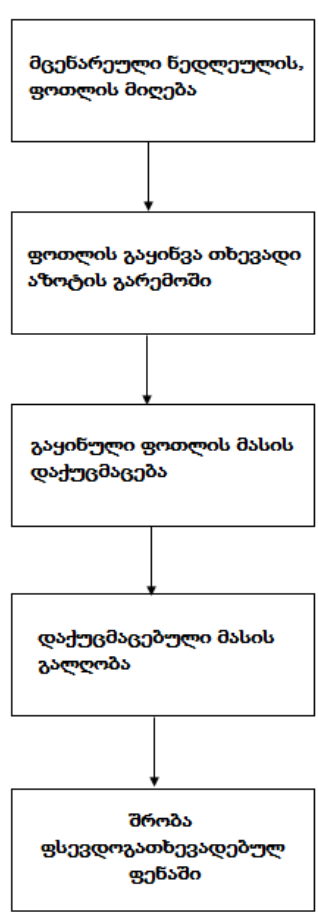 მცენარეული ნედლეულის,
ფოთლის მიღება
ფოთლის გაყინვა თხევადი
აზოტის გარემოში
გაყინული ფოთლის მასის
დაქუცმაცება
დაქუცმაცებული მასის
გალღობა
შრობა
ფსევდოგათხევადებულ
ფენაში